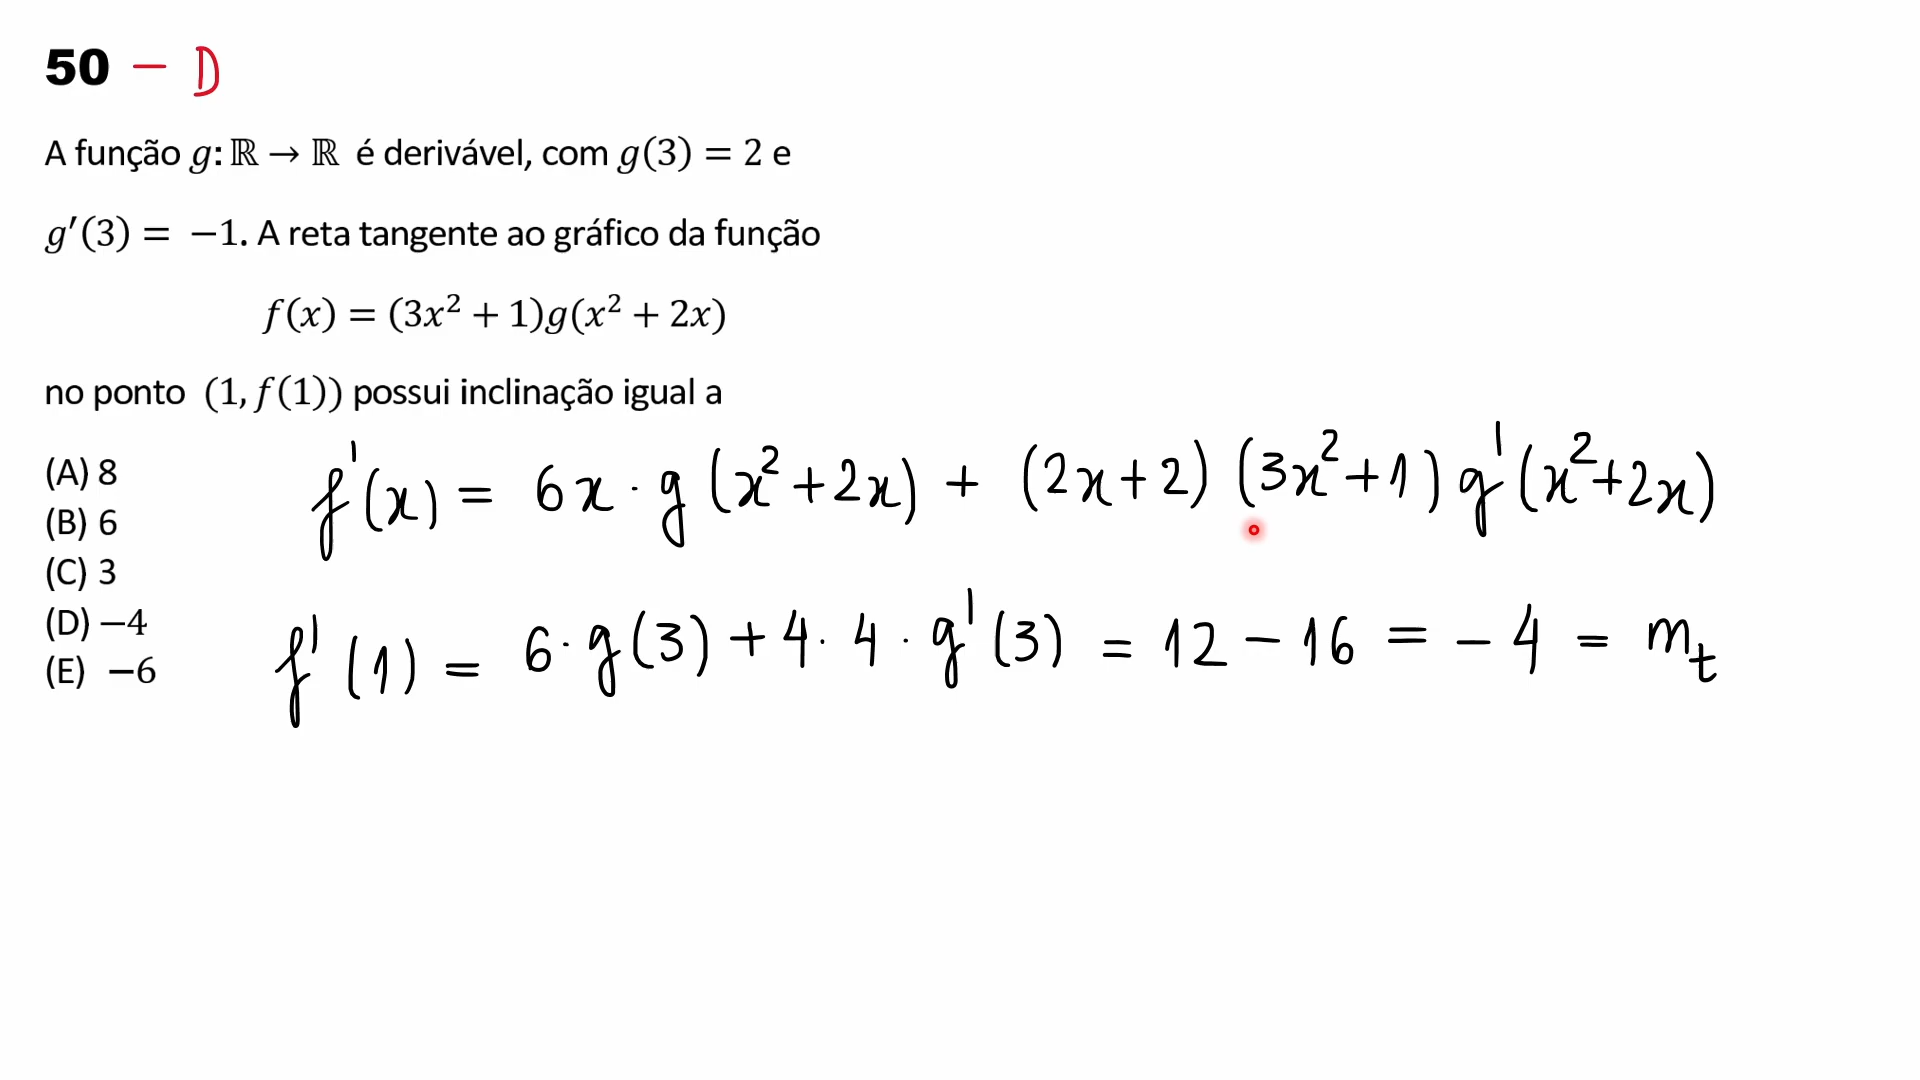 50 – D
A função g: ℝ → ℝ é derivável, com g(3) = 2 e
g′(3) = −1. A reta tangente ao gráfico da função
f(x) = (3x² + 1)g(x² + 2x)
no ponto (1, f(1)) possui inclinação igual a
(A) 8
(B) 6
(C) 3
(D) −4
(E) −6
f'(x) = 6x · g(x²+2x) + (2x+2)(3x²+1) g'(x²+2x)
f'(1) = 6 · g(3) + 4 · 4 · g'(3) = 12 − 16 = −4 = m_t